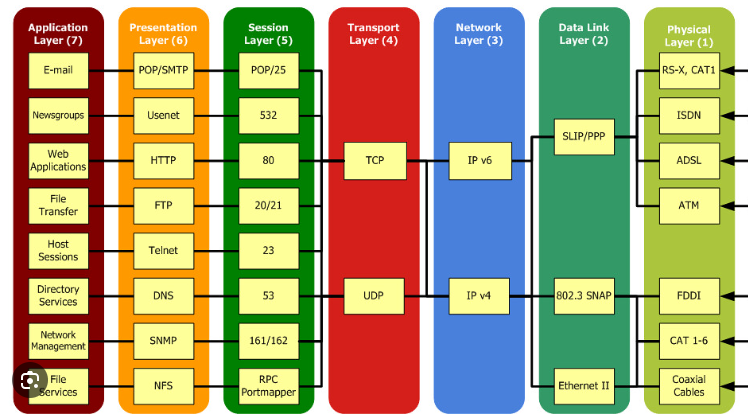 Application
Layer (7)
Presentation
Layer (6)
Session
Layer (5)
Transport
Layer (4)
Network
Layer (3)
Data Link
Layer (2)
Physical
Layer (1)
E-mail
POP/SMTP
POP/25
RS-X, CAT1
Newsgroups
Usenet
532
SLIP/PPP
ISDN
Web
Applications
HTTP
80
TCP
IP v6
ADSL
File
Transfer
FTP
20/21
ATM
Host
Sessions
Telnet
23
Directory
Services
DNS
53
UDP
IP v4
802.3 SNAP
FDDI
Network
Management
SNMP
161/162
CAT 1-6
File
Services
NFS
RPC
Portmapper
Ethernet II
Coaxial
Cables